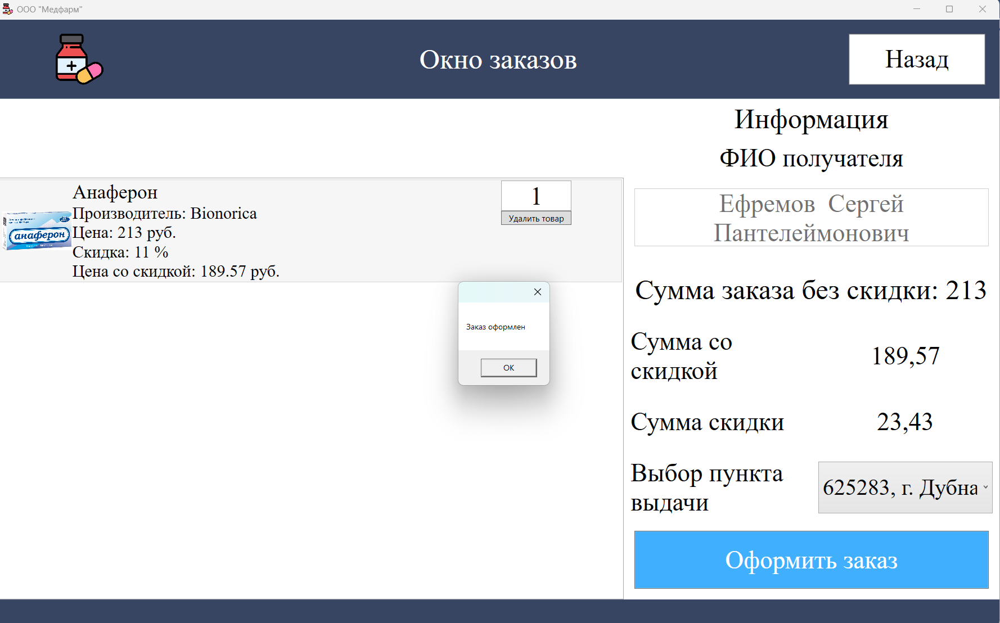 ООО "Медфарм"
Окно заказов
Назад
Информация
ФИО получателя
Анаферон
1
Производитель: Bionorica
Удалить товар
Цена: 213 руб.
Скидка: 11 %
Цена со скидкой: 189.57 руб.
анаферон
Ефремов  Сергей
Пантелеймонович
Сумма заказа без скидки: 213
Заказ оформлен
OK
Сумма со
скидкой
189,57
Сумма скидки
23,43
Выбор пункта
выдачи
625283, г. Дубна
Оформить заказ